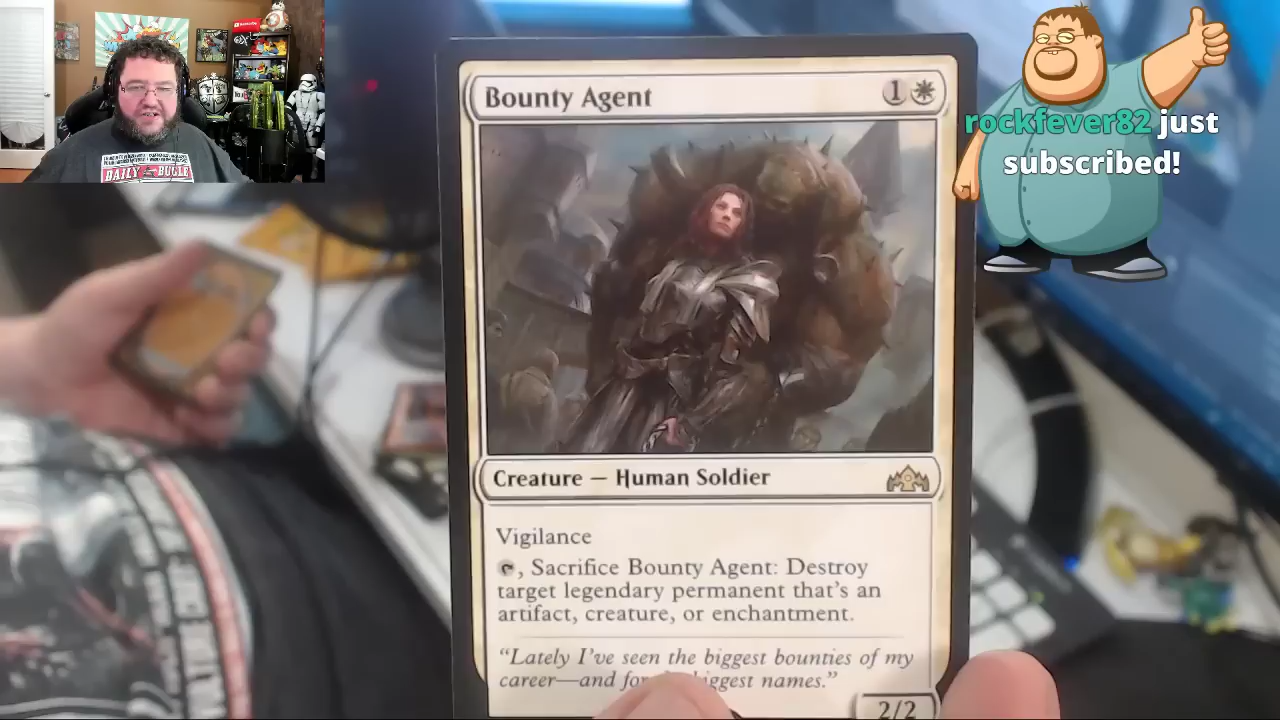 DAILY BUGLE
Bounty Agent 1
rockfever82 just
subscribed!
Creature — Human Soldier
Vigilance
, Sacrifice Bounty Agent: Destroy
target legendary permanent that's an
artifact, creature, or enchantment.
"Lately I've seen the biggest bounties of my
career—and for biggest names."
2/2